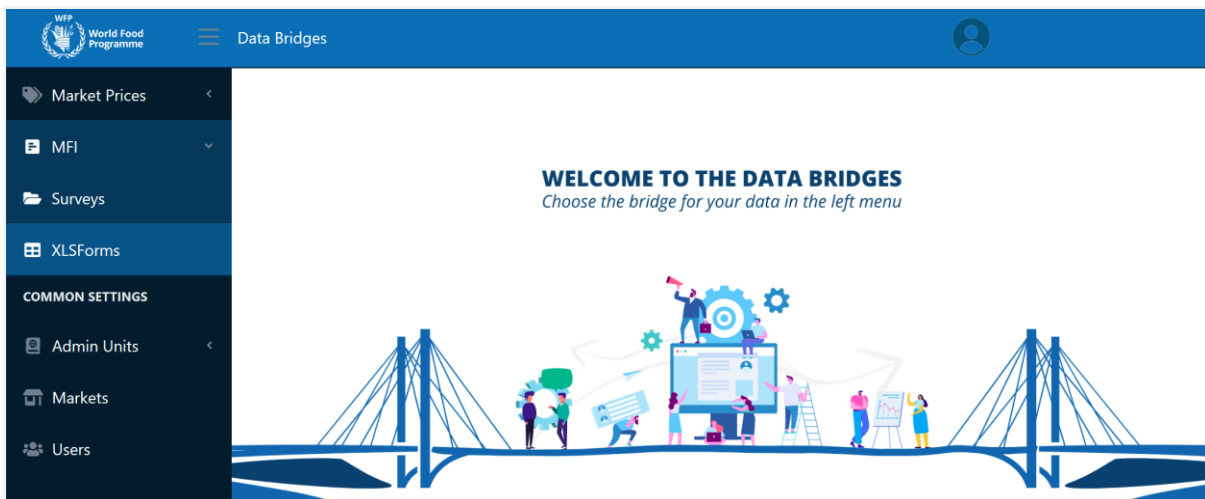 WFP
World Food
Programme
Data Bridges
Market Prices
MFI
Surveys
XLSForms
COMMON SETTINGS
Admin Units
Markets
Users
WELCOME TO THE DATA BRIDGES
Choose the bridge for your data in the left menu